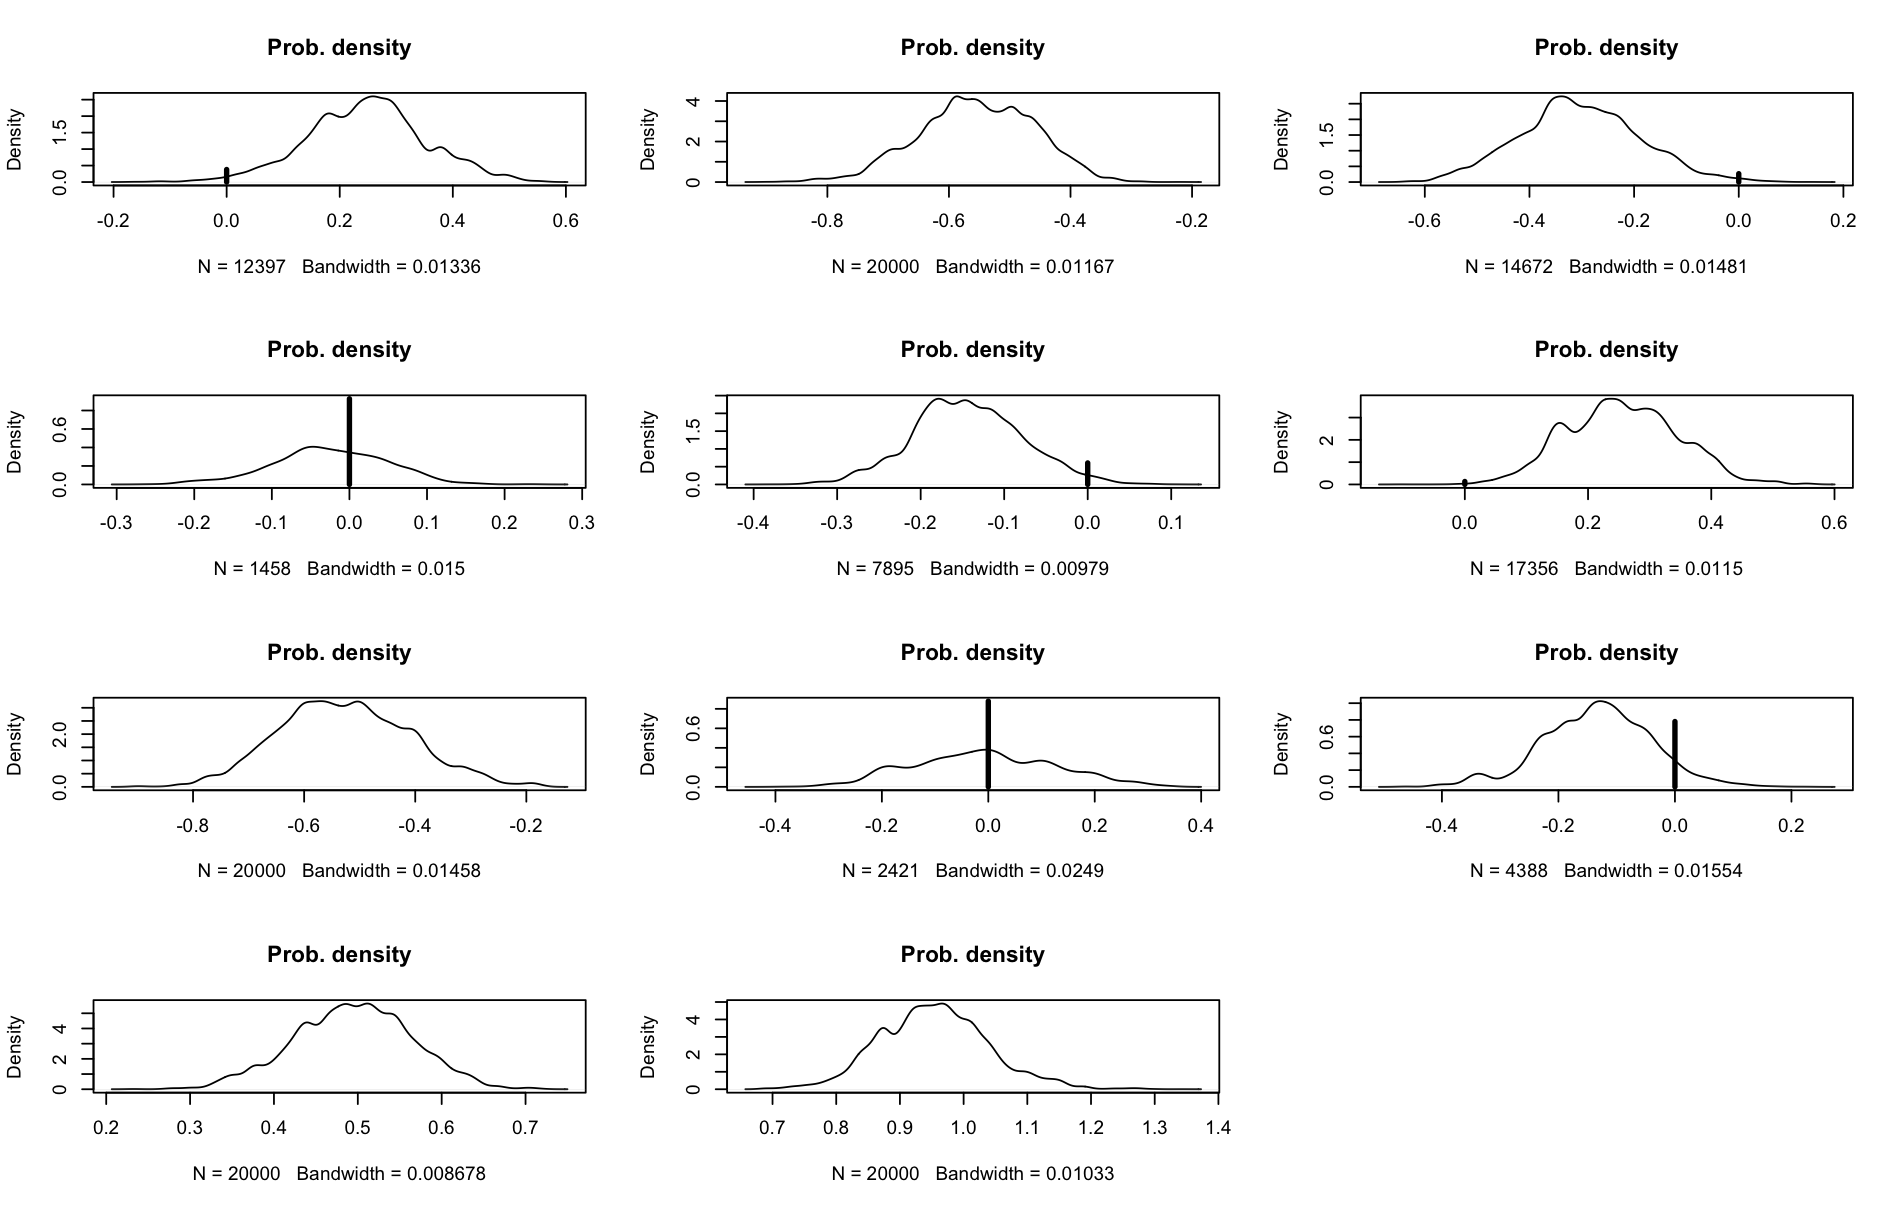 Prob. density
Density
0.0 1.5
-0.2 0.0 0.2 0.4 0.6
N = 12397 Bandwidth = 0.01336
Prob. density
Density
0 2 4
-0.8 -0.6 -0.4 -0.2
N = 20000 Bandwidth = 0.01167
Prob. density
Density
0.0 1.5
-0.6 -0.4 -0.2 0.0 0.2
N = 14672 Bandwidth = 0.01481
Prob. density
Density
0.0 0.6
-0.3 -0.2 -0.1 0.0 0.1 0.2 0.3
N = 1458 Bandwidth = 0.015
Prob. density
Density
0.0 1.5
-0.4 -0.3 -0.2 -0.1 0.0 0.1
N = 7895 Bandwidth = 0.00979
Prob. density
Density
0 2
0.0 0.2 0.4 0.6
N = 17356 Bandwidth = 0.0115
Prob. density
Density
0.0 2.0
-0.8 -0.6 -0.4 -0.2
N = 20000 Bandwidth = 0.01458
Prob. density
Density
0.0 0.6
-0.4 -0.2 0.0 0.2 0.4
N = 2421 Bandwidth = 0.0249
Prob. density
Density
0.0 0.6
-0.4 -0.2 0.0 0.2
N = 4388 Bandwidth = 0.01554
Prob. density
Density
0 2 4
0.2 0.3 0.4 0.5 0.6 0.7
N = 20000 Bandwidth = 0.008678
Prob. density
Density
0 2 4
0.7 0.8 0.9 1.0 1.1 1.2 1.3 1.4
N = 20000 Bandwidth = 0.01033